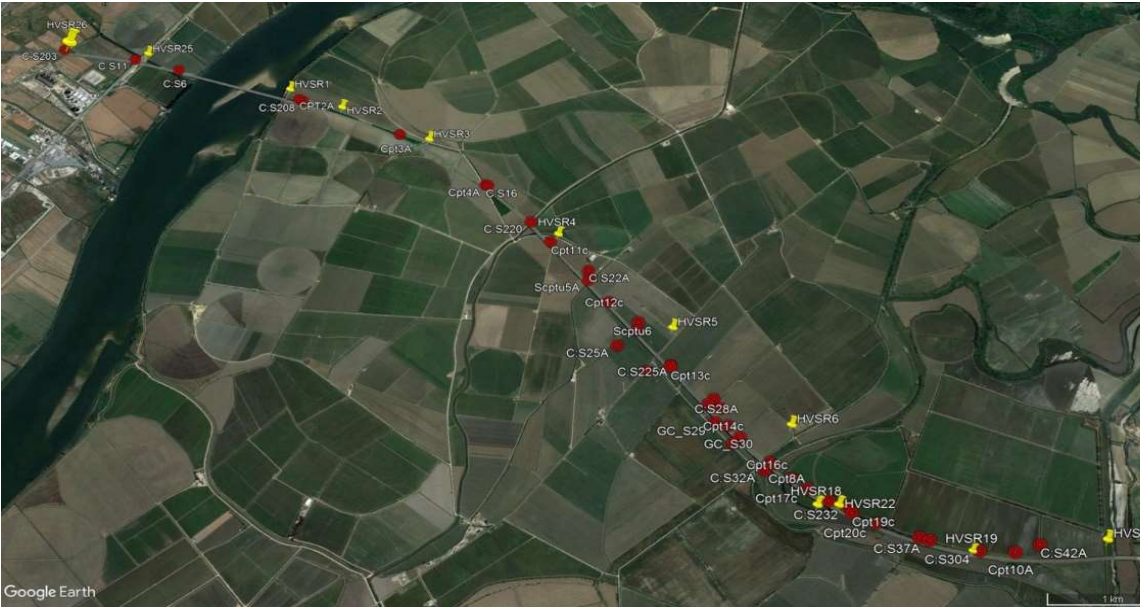 HVSR26
C-S203
C S11
HVSR25
C:S6
HVSR1
C:S208
CPT2A
HVSR2
Cpt3A
HVSR3
Cpt4A
C:S16
C:S220
HVSR4
Cpt11c
C:S22A
Scptu5A
Cpt12c
Scptu6
HVSR5
C:S25A
C:S225A
Cpt13c
C:S28A
GC_S29
Cpt14c
HVSR6
GC_S30
Cpt16c
C:S32A
Cpt8A
Cpt17c
HVSR18
HVSR22
C:S232
Cpt19c
Cpt20c
C:S37A
HVSR19
C:S304
Cpt10A
C:S42A
HVS
Google Earth
1 km